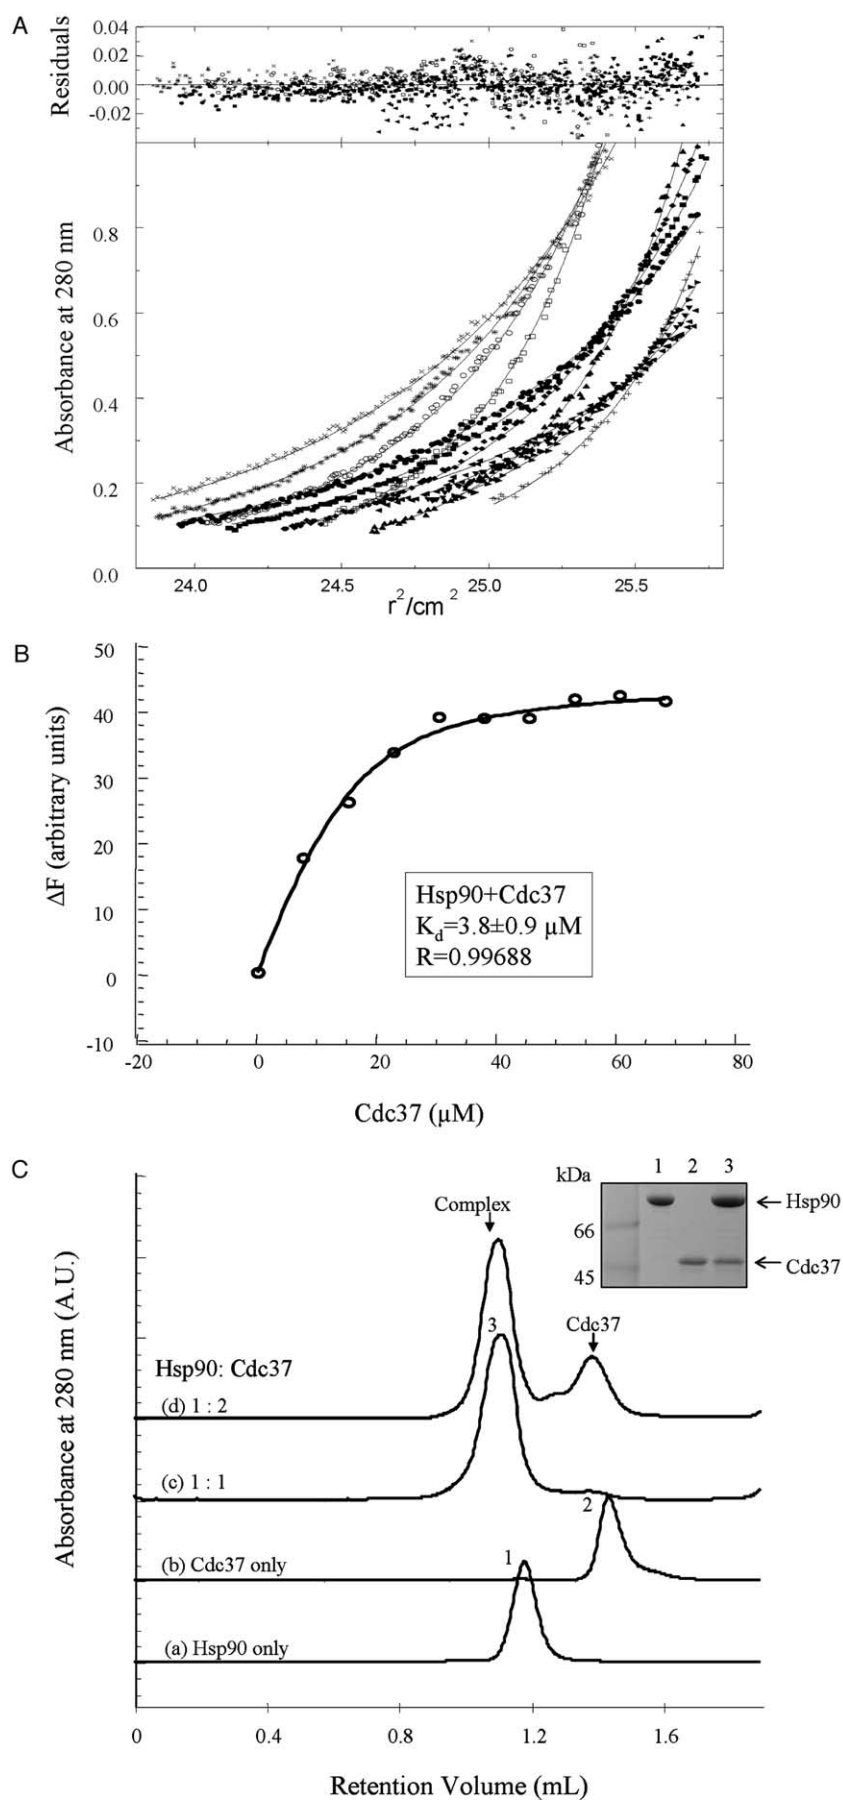 A
Residuals
0.04
0.02
0.00
-0.02
Absorbance at 280 nm
0.8
0.6
0.4
0.2
0.0
24.0 24.5 25.0 25.5
r²/cm²
B
ΔF (arbitrary units)
50
40
30
20
10
0
-10
Hsp90+Cdc37
Kd=3.8±0.9 µM
R=0.99688
-20 0 20 40 60 80
Cdc37 (µM)
C
Absorbance at 280 nm (A.U.)
kDa 1 2 3
Hsp90
66
Cdc37
45
Complex
Cdc37
3
Hsp90: Cdc37
(d) 1 : 2
(c) 1 : 1
2
(b) Cdc37 only
1
(a) Hsp90 only
0 0.4 0.8 1.2 1.6
Retention Volume (mL)